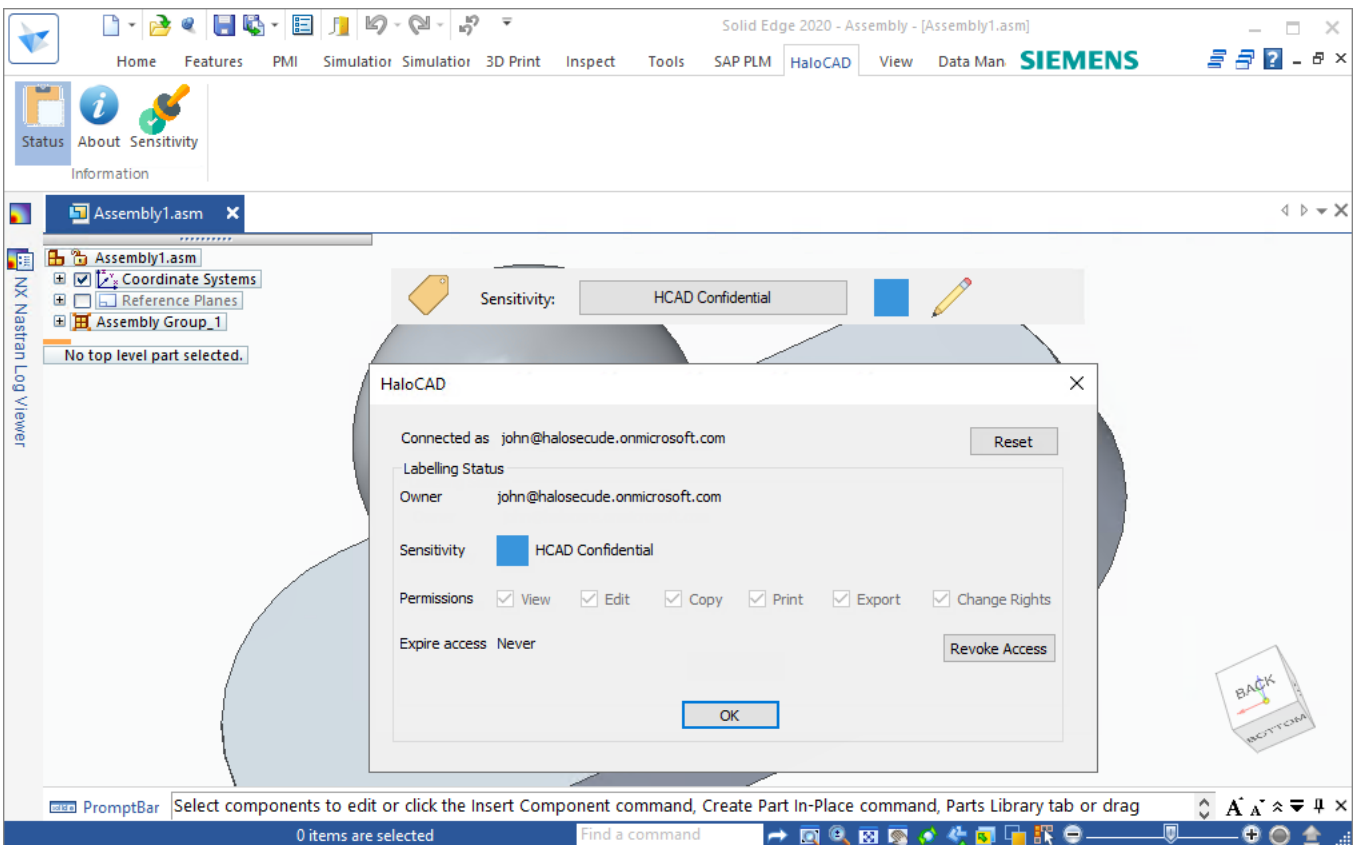 Solid Edge 2020 - Assembly - [Assembly1.asm]
Home Features PMI Simulation Simulation 3D Print Inspect Tools SAP PLM HaloCAD View Data Man SIEMENS
Status About Sensitivity
Information
Assembly1.asm
Assembly1.asm
Coordinate Systems
Reference Planes
Assembly Group_1
No top level part selected.
NX Nastran Log Viewer
Sensitivity: HCAD Confidential
HaloCAD
Connected as john@halosecude.onmicrosoft.com Reset
Labelling Status
Owner john@halosecude.onmicrosoft.com
Sensitivity HCAD Confidential
Permissions View Edit Copy Print Export Change Rights
Expire access Never Revoke Access
OK
BACK
BOTTOM
PromptBar Select components to edit or click the Insert Component command, Create Part In-Place command, Parts Library tab or drag
0 items are selected Find a command